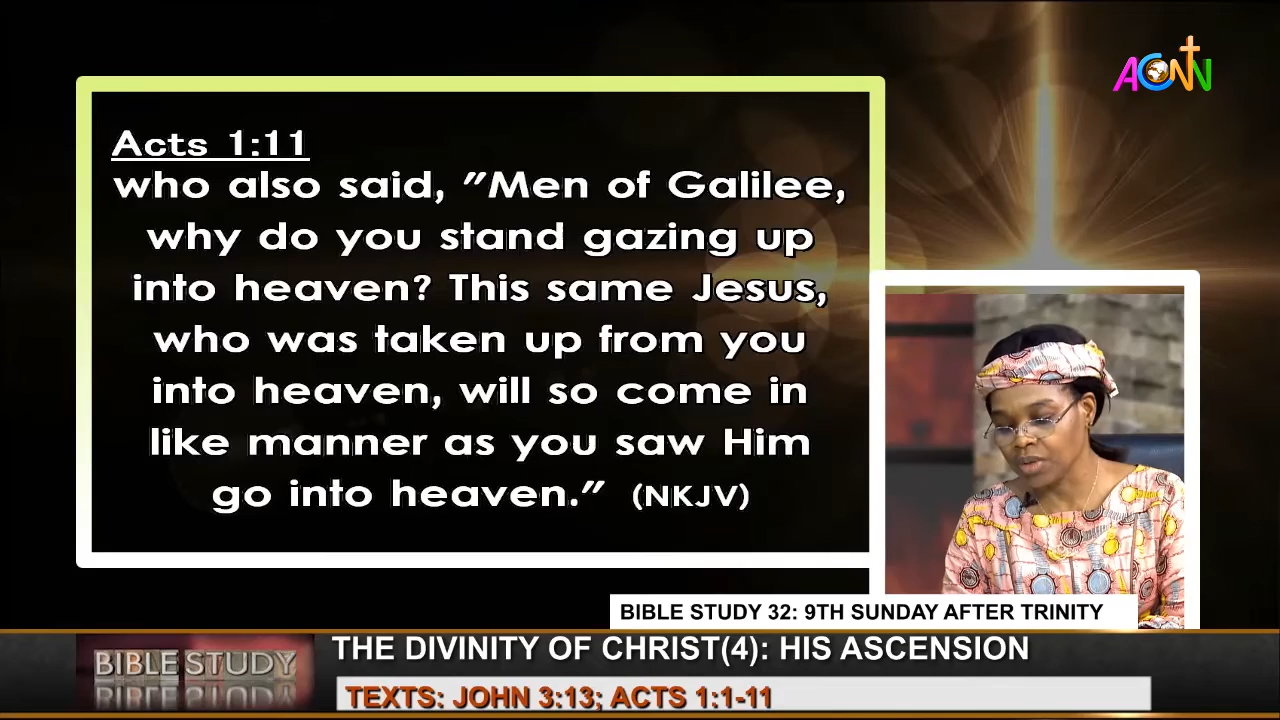 ACNN
Acts 1:11
who also said, "Men of Galilee,
why do you stand gazing up
into heaven? This same Jesus,
who was taken up from you
into heaven, will so come in
like manner as you saw Him
go into heaven." (NKJV)
BIBLE STUDY 32: 9TH SUNDAY AFTER TRINITY
BIBLE STUDY
THE DIVINITY OF CHRIST(4): HIS ASCENSION
TEXTS: JOHN 3:13; ACTS 1:1-11